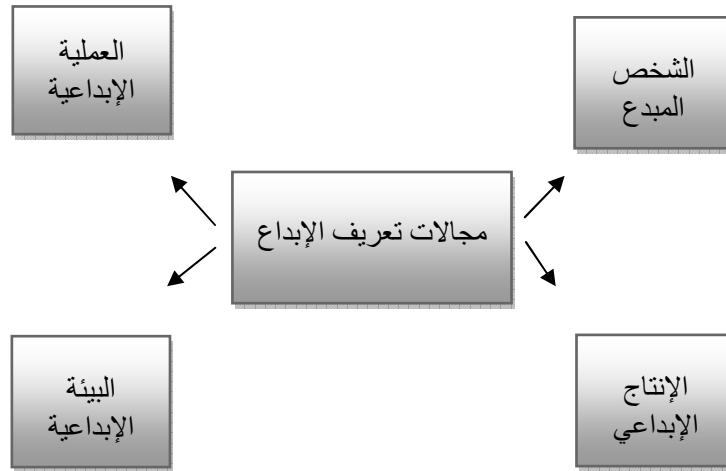 الشخص
المبدع
العملية
الإبداعية
مجالات تعريف الإبداع
الإنتاج
الإبداعي
البيئة
الإبداعية